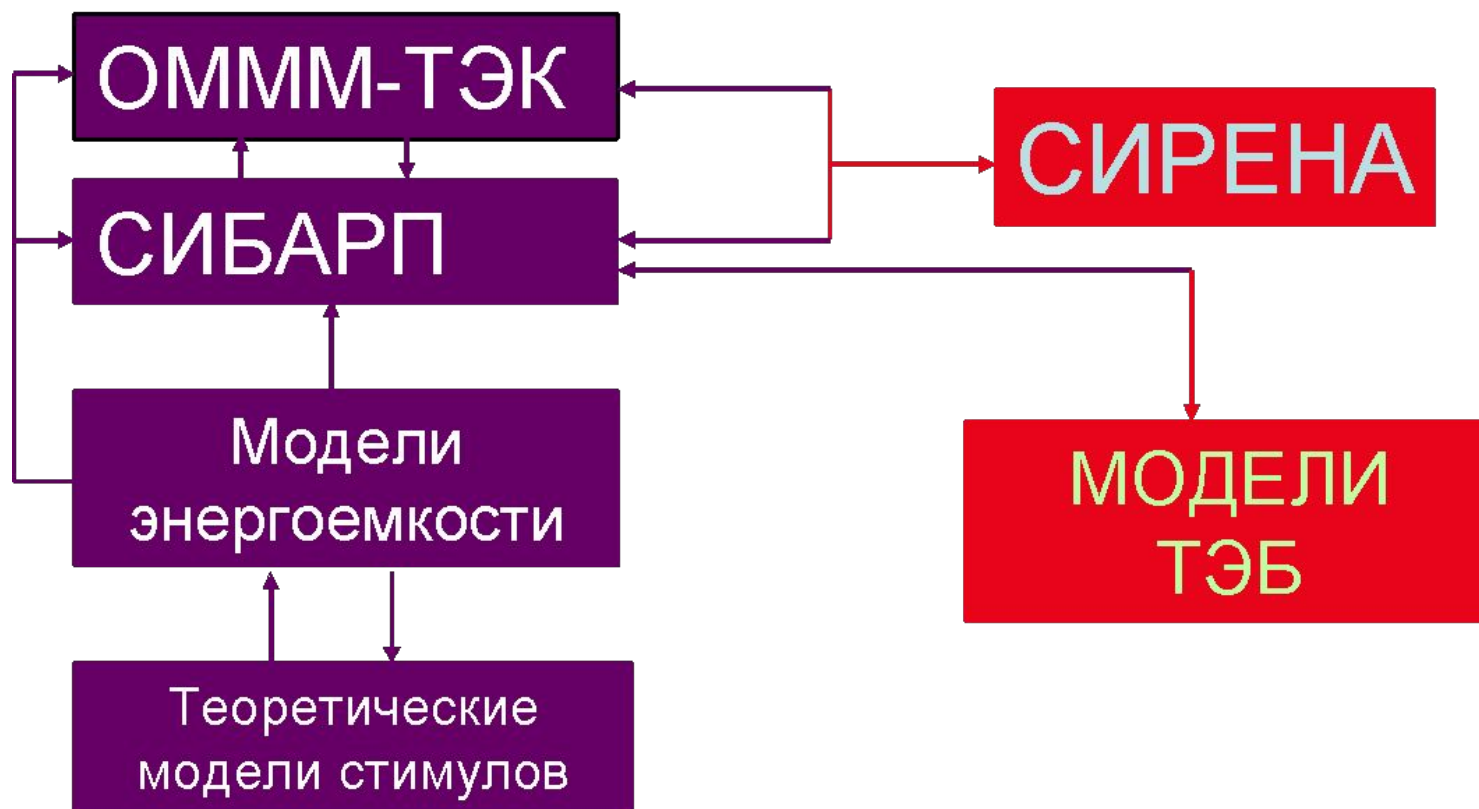 ОМММ-ТЭК
СИРЕНА
СИБАРП
Модели
энергоемкости
МОДЕЛИ
ТЭБ
Теоретические
модели стимулов